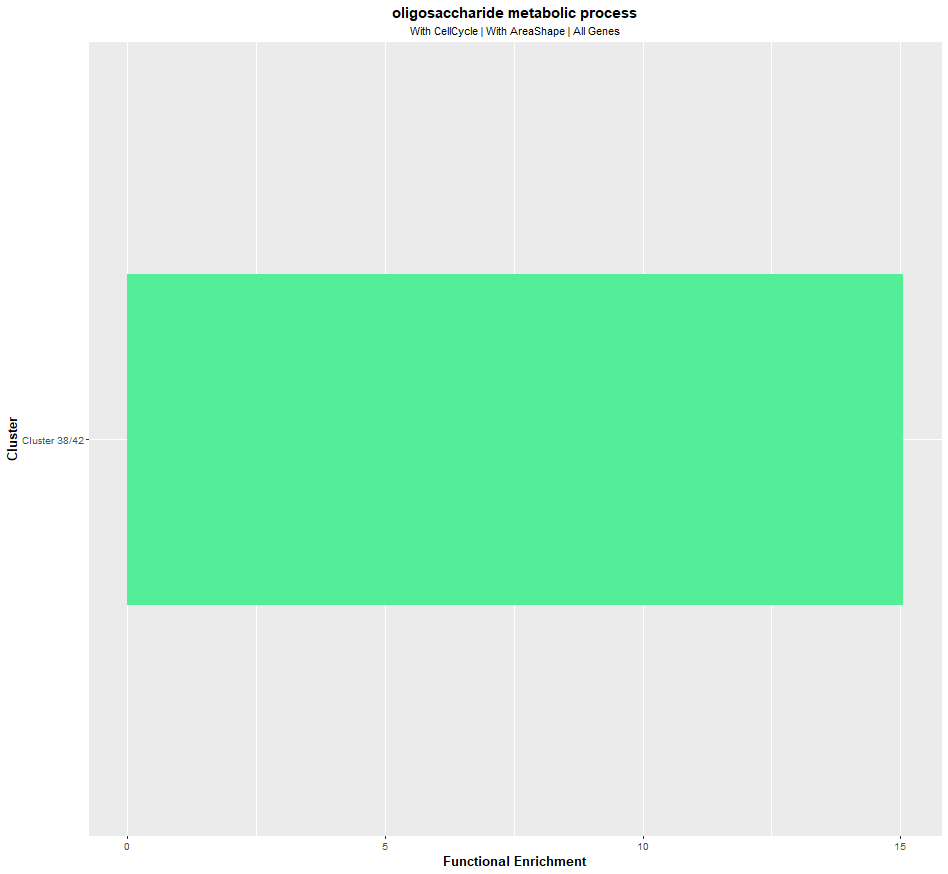 oligosaccharide metabolic process
With CellCycle | With AreaShape | All Genes
Cluster
Cluster 38/42
0 5 10 15
Functional Enrichment